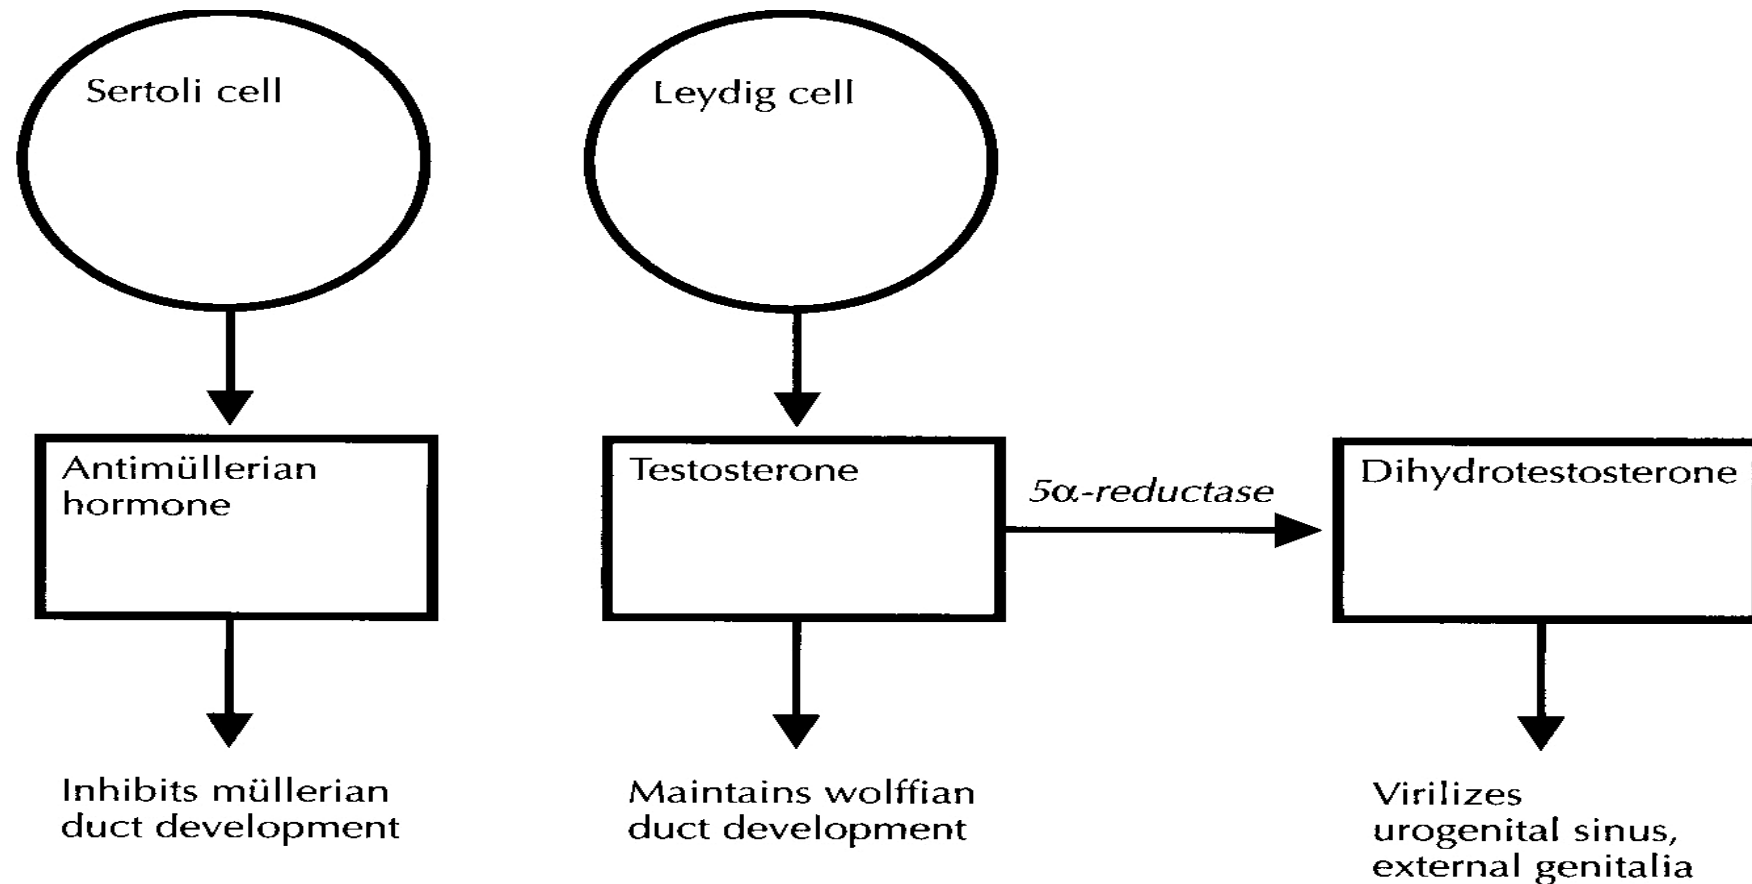 Sertoli cell
Leydig cell
Antimüllerian
hormone
Testosterone
5α-reductase
Dihydrotestosterone
Inhibits müllerian
duct development
Maintains wolffian
duct development
Virilizes
urogenital sinus,
external genitalia